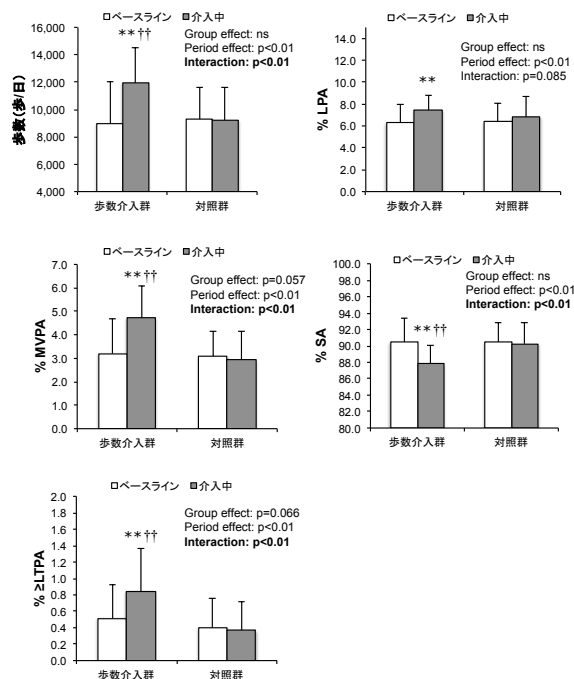 □ベースライン ■介入中
Group effect: ns
Period effect: p<0.01
Interaction: p<0.01
**††
歩数(歩/日)
16,000
14,000
12,000
10,000
8,000
6,000
4,000
歩数介入群 対照群
□ベースライン ■介入中
Group effect: ns
Period effect: p<0.01
Interaction: p=0.085
**
% LPA
14.0
12.0
10.0
8.0
6.0
4.0
2.0
0.0
歩数介入群 対照群
□ベースライン ■介入中
Group effect: p=0.057
Period effect: p<0.01
Interaction: p<0.01
**††
% MVPA
7.0
6.0
5.0
4.0
3.0
2.0
1.0
0.0
歩数介入群 対照群
□ベースライン ■介入中
Group effect: ns
Period effect: p<0.01
Interaction: p<0.01
**††
% SA
100.0
98.0
96.0
94.0
92.0
90.0
88.0
86.0
84.0
82.0
80.0
歩数介入群 対照群
□ベースライン ■介入中
Group effect: p=0.066
Period effect: p<0.01
Interaction: p<0.01
**††
% ≥LTPA
2.0
1.8
1.6
1.4
1.2
1.0
0.8
0.6
0.4
0.2
0.0
歩数介入群 対照群